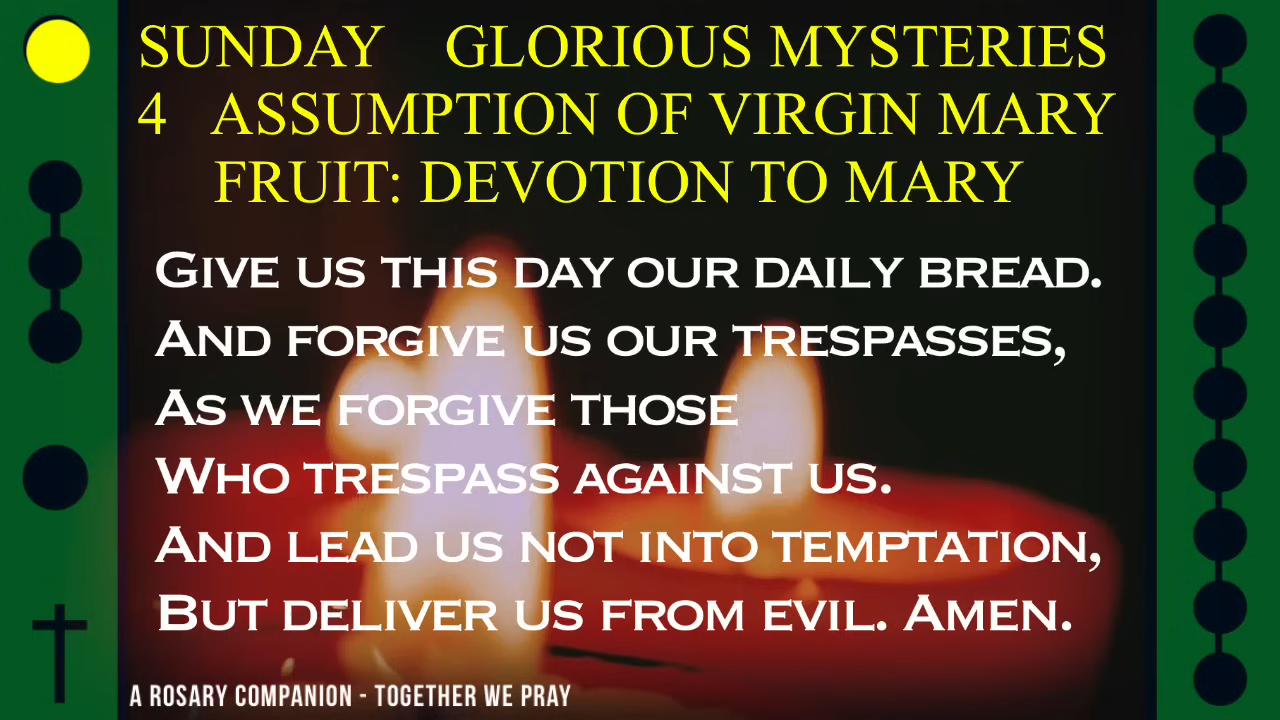 SUNDAY GLORIOUS MYSTERIES
4 ASSUMPTION OF VIRGIN MARY
FRUIT: DEVOTION TO MARY
GIVE US THIS DAY OUR DAILY BREAD.
AND FORGIVE US OUR TRESPASSES,
AS WE FORGIVE THOSE
WHO TRESPASS AGAINST US.
AND LEAD US NOT INTO TEMPTATION,
BUT DELIVER US FROM EVIL. AMEN.
A ROSARY COMPANION - TOGETHER WE PRAY